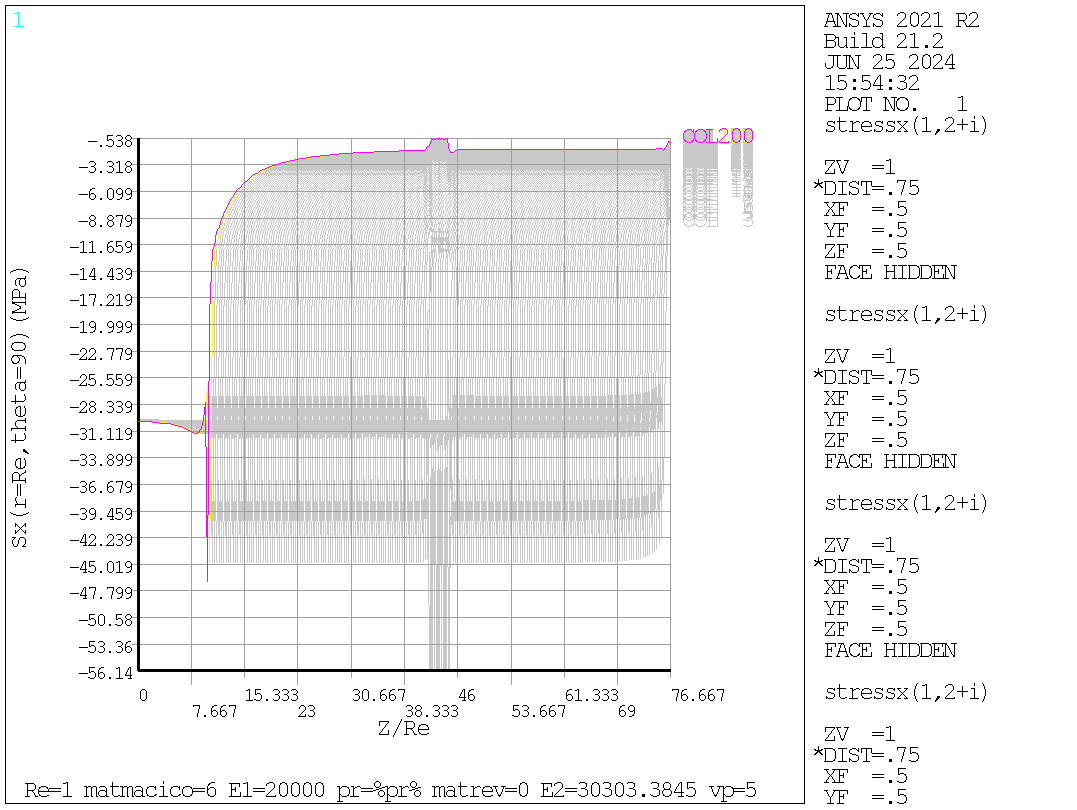 1
ANSYS 2021 R2
Build 21.2
JUN 25 2024
15:54:32
PLOT NO. 1
stressx(1,2+i)
ZV =1
*DIST=.75
XF =.5
YF =.5
ZF =.5
FACE HIDDEN
stressx(1,2+i)
ZV =1
*DIST=.75
XF =.5
YF =.5
ZF =.5
FACE HIDDEN
stressx(1,2+i)
ZV =1
*DIST=.75
XF =.5
YF =.5
ZF =.5
FACE HIDDEN
stressx(1,2+i)
ZV =1
*DIST=.75
XF =.5
YF =.5
Sx(r=Re,theta=90)(MPa)
-.538
-3.318
-6.099
-8.879
-11.659
-14.439
-17.219
-19.999
-22.779
-25.559
-28.339
-31.119
-33.899
-36.679
-39.459
-42.239
-45.019
-47.799
-50.58
-53.36
-56.14
0
7.667
15.333
23
30.667
38.333
46
53.667
61.333
69
76.667
Z/Re
Re=1 matmacico=6 E1=20000 pr=%pr% matrev=0 E2=30303.3845 vp=5